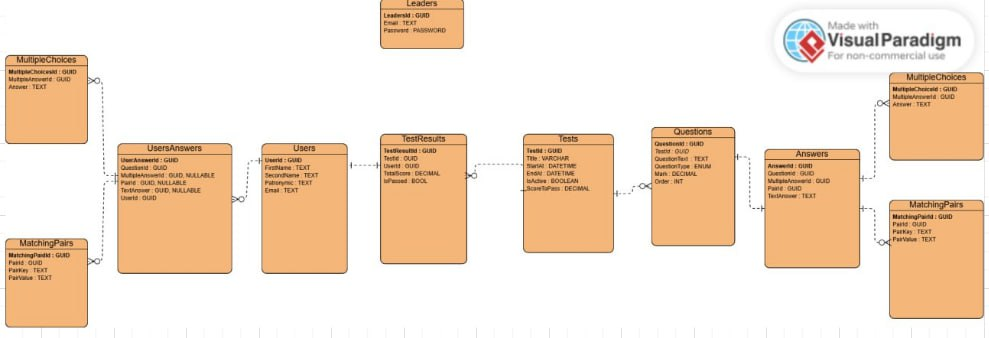 Leaders
LeadersId : GUID
Email : TEXT
Password : PASSWORD
Made with
VisualParadigm
For non-commercial use
MultipleChoices
MultipleChoicesId : GUID
MultipleAnswerId : GUID
Answer : TEXT
UsersAnswers
UserAnswerId : GUID
QuestionId : GUID
MultipleAnswerId : GUID, NULLABLE
PairId : GUID, NULLABLE
TextAnswer : GUID, NULLABLE
UserId : GUID
Users
UserId : GUID
FirstName : TEXT
SecondName : TEXT
Patronymic : TEXT
Email : TEXT
TestResults
TestResultId : GUID
TestId : GUID
UserId : GUID
TotalScore : DECIMAL
IsPassed : BOOL
Tests
TestId : GUID
Title : VARCHAR
StartAt : DATETIME
EndAt : DATETIME
IsActive : BOOLEAN
ScoreToPass : DECIMAL
Questions
QuestionId : GUID
TestId : GUID
QuestionText : TEXT
QuestionType : ENUM
Mark : DECIMAL
Order : INT
Answers
AnswerId : GUID
QuestionId : GUID
MultipleAnswerId : GUID
PairId : GUID
TextAnswer : TEXT
MultipleChoices
MultipleChoiceId : GUID
MultipleAnswerId : GUID
Answer : TEXT
MatchingPairs
MatchingPairId : GUID
PairId : GUID
PairKey : TEXT
PairValue : TEXT
MatchingPairs
MatchingPairId : GUID
PairId : GUID
PairKey : TEXT
PairValue : TEXT